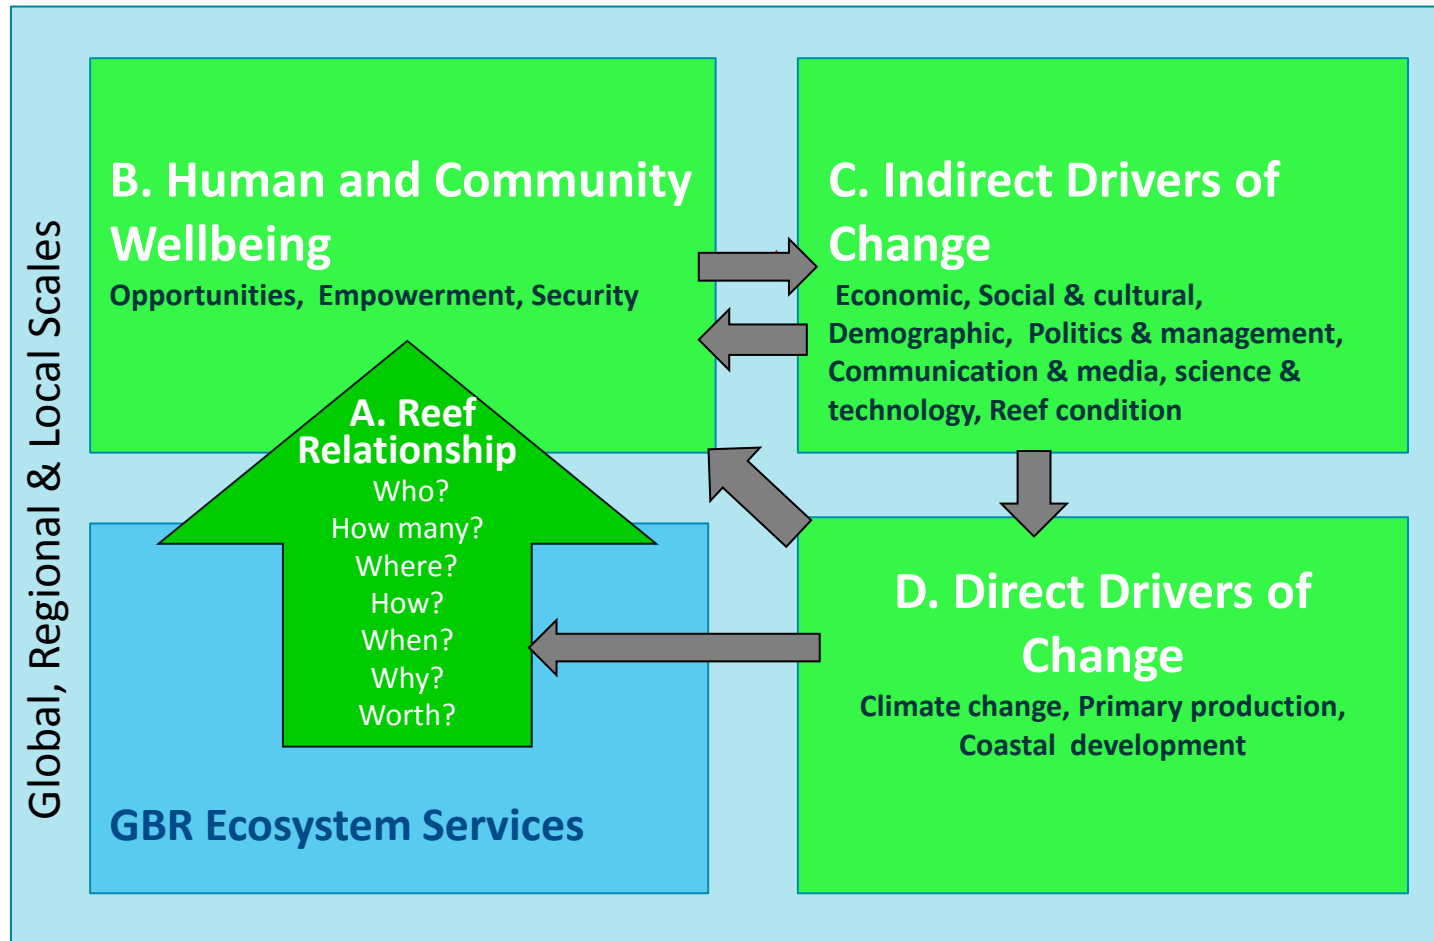 Global, Regional & Local Scales
B. Human and Community
Wellbeing
Opportunities, Empowerment, Security
A. Reef
Relationship
Who?
How many?
Where?
How?
When?
Why?
Worth?
GBR Ecosystem Services
C. Indirect Drivers of
Change
Economic, Social & cultural,
Demographic, Politics & management,
Communication & media, science &
technology, Reef condition
D. Direct Drivers of
Change
Climate change, Primary production,
Coastal development